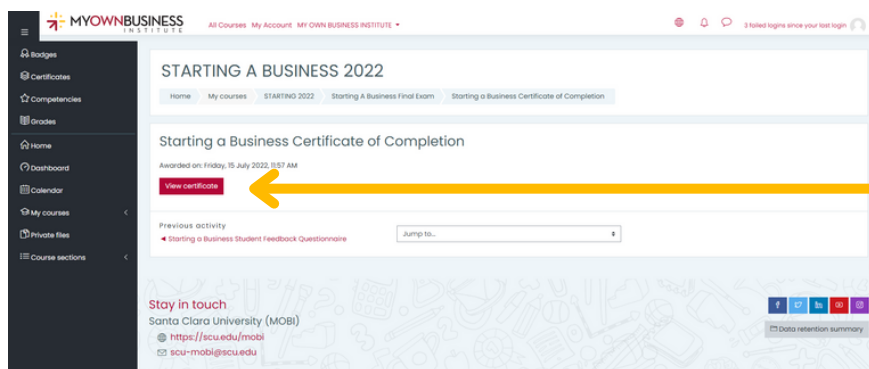 MYOWNBUSINESS
INSTITUTE
All Courses My Account MY OWN BUSINESS INSTITUTE
3 failed logins since your last login
Badges
Certificates
Competencies
Grades
Home
Dashboard
Calendar
My courses
Private files
Course sections
STARTING A BUSINESS 2022
Home My courses STARTING 2022 Starting A Business Final Exam Starting a Business Certificate of Completion
Starting a Business Certificate of Completion
Awarded on: Friday, 15 July 2022, 11:57 AM
View certificate
Previous activity
◄ Starting a Business Student Feedback Questionnaire
Jump to...
Stay in touch
Santa Clara University (MOBI)
https://scu.edu/mobi
scu-mobi@scu.edu
Data retention summary